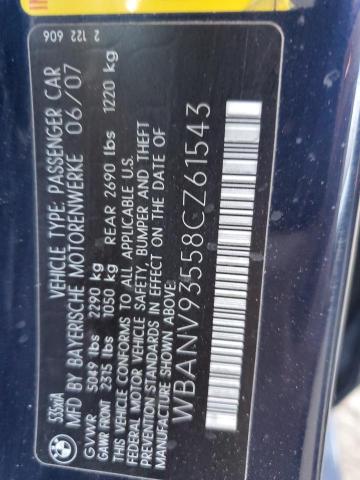 535xiA VEHICLE TYPE: PASSENGER CAR 2 122 606
MFD BY BAYERISCHE MOTORENWERKE 06/07
GVWR 5049 lbs 2290 kg
GAWR FRONT 2315 lbs 1050 kg REAR 2690 lbs 1220 kg
THIS VEHICLE CONFORMS TO ALL APPLICABLE U.S.
FEDERAL MOTOR VEHICLE SAFETY, BUMPER AND THEFT
PREVENTION STANDARDS IN EFFECT ON THE DATE
OF MANUFACTURE SHOWN ABOVE:
WBANV93558CZ61543